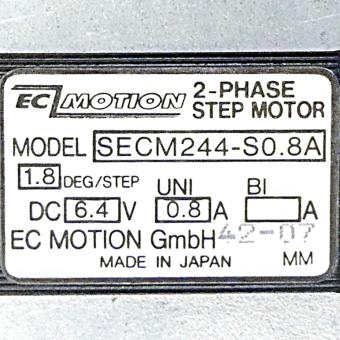 EC MOTION 2-PHASE
STEP MOTOR
MODEL SECM244-S0.8A
1.8 DEG/STEP UNI BI
DC 6.4 V 0.8 A A
EC MOTION GmbH 42-07
MADE IN JAPAN MM